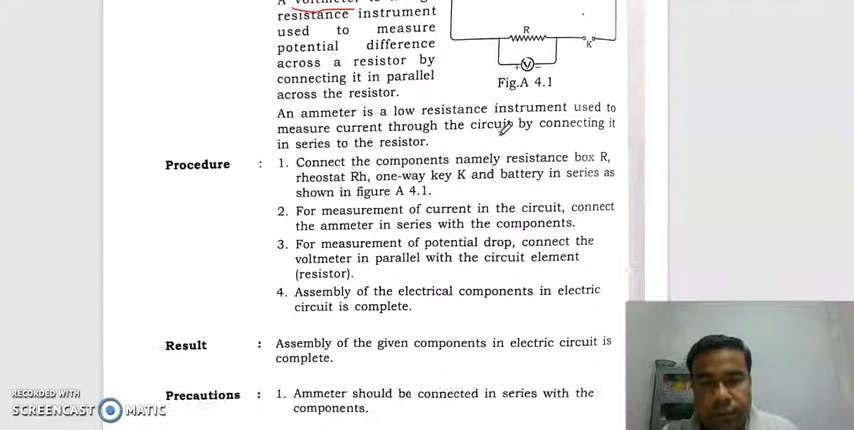 A voltmeter is a
resistance instrument
used to measure
potential difference
across a resistor by
connecting it in parallel
across the resistor.
R
K
+ V –
Fig.A 4.1
An ammeter is a low resistance instrument used to
measure current through the circuit by connecting it
in series to the resistor.
Procedure : 1. Connect the components namely resistance box R,
rheostat Rh, one-way key K and battery in series as
shown in figure A 4.1.
2. For measurement of current in the circuit, connect
the ammeter in series with the components.
3. For measurement of potential drop, connect the
voltmeter in parallel with the circuit element
(resistor).
4. Assembly of the electrical components in electric
circuit is complete.
Result : Assembly of the given components in electric circuit is
complete.
Precautions : 1. Ammeter should be connected in series with the
components.
RECORDED WITH
SCREENCAST MATIC